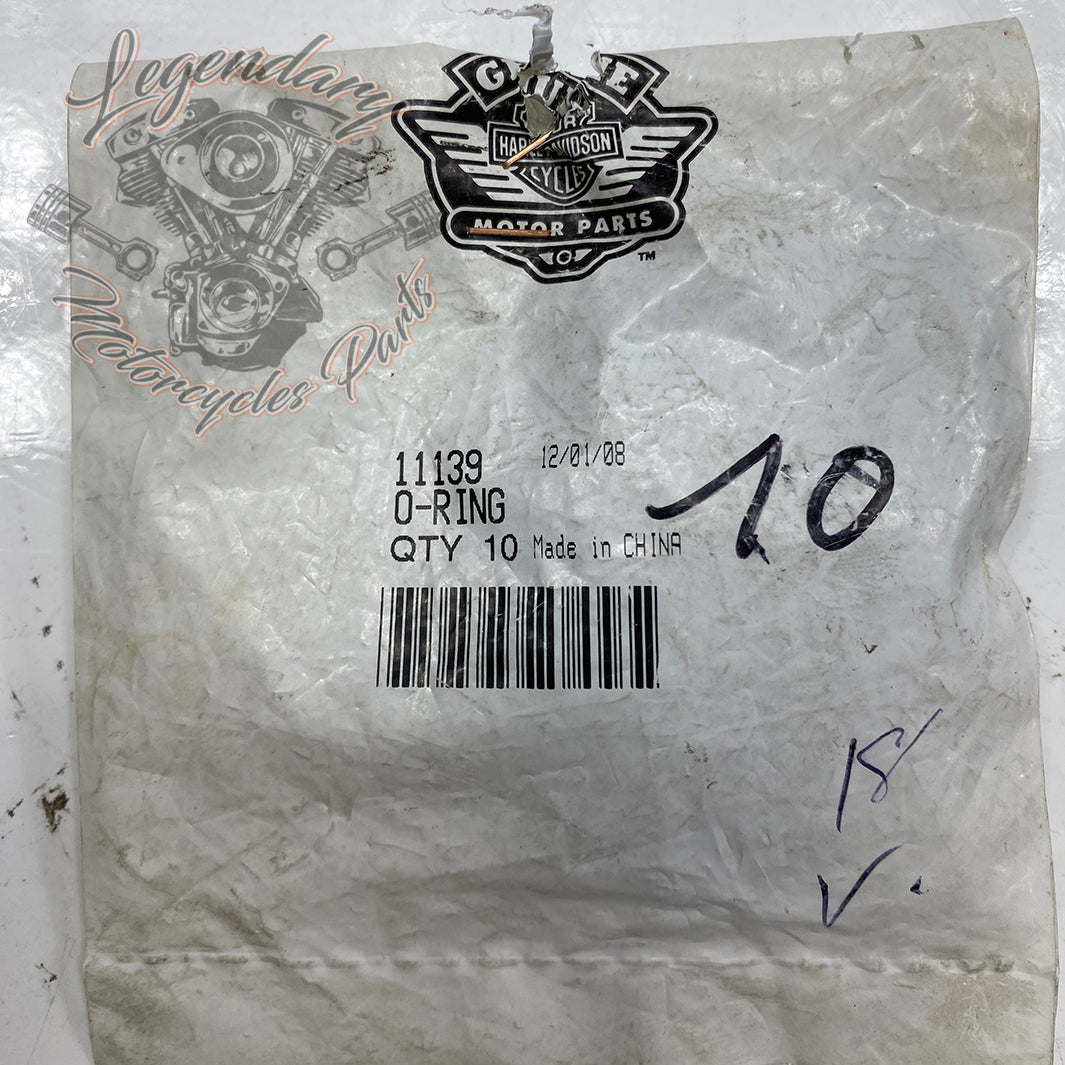 Legendary
Motorcycles Parts
GENUINE
MOTOR
HARLEY-DAVIDSON
CYCLES
MOTOR PARTS
TM
11139 12/01/08
O-RING
QTY 10 Made in CHINA
10
18